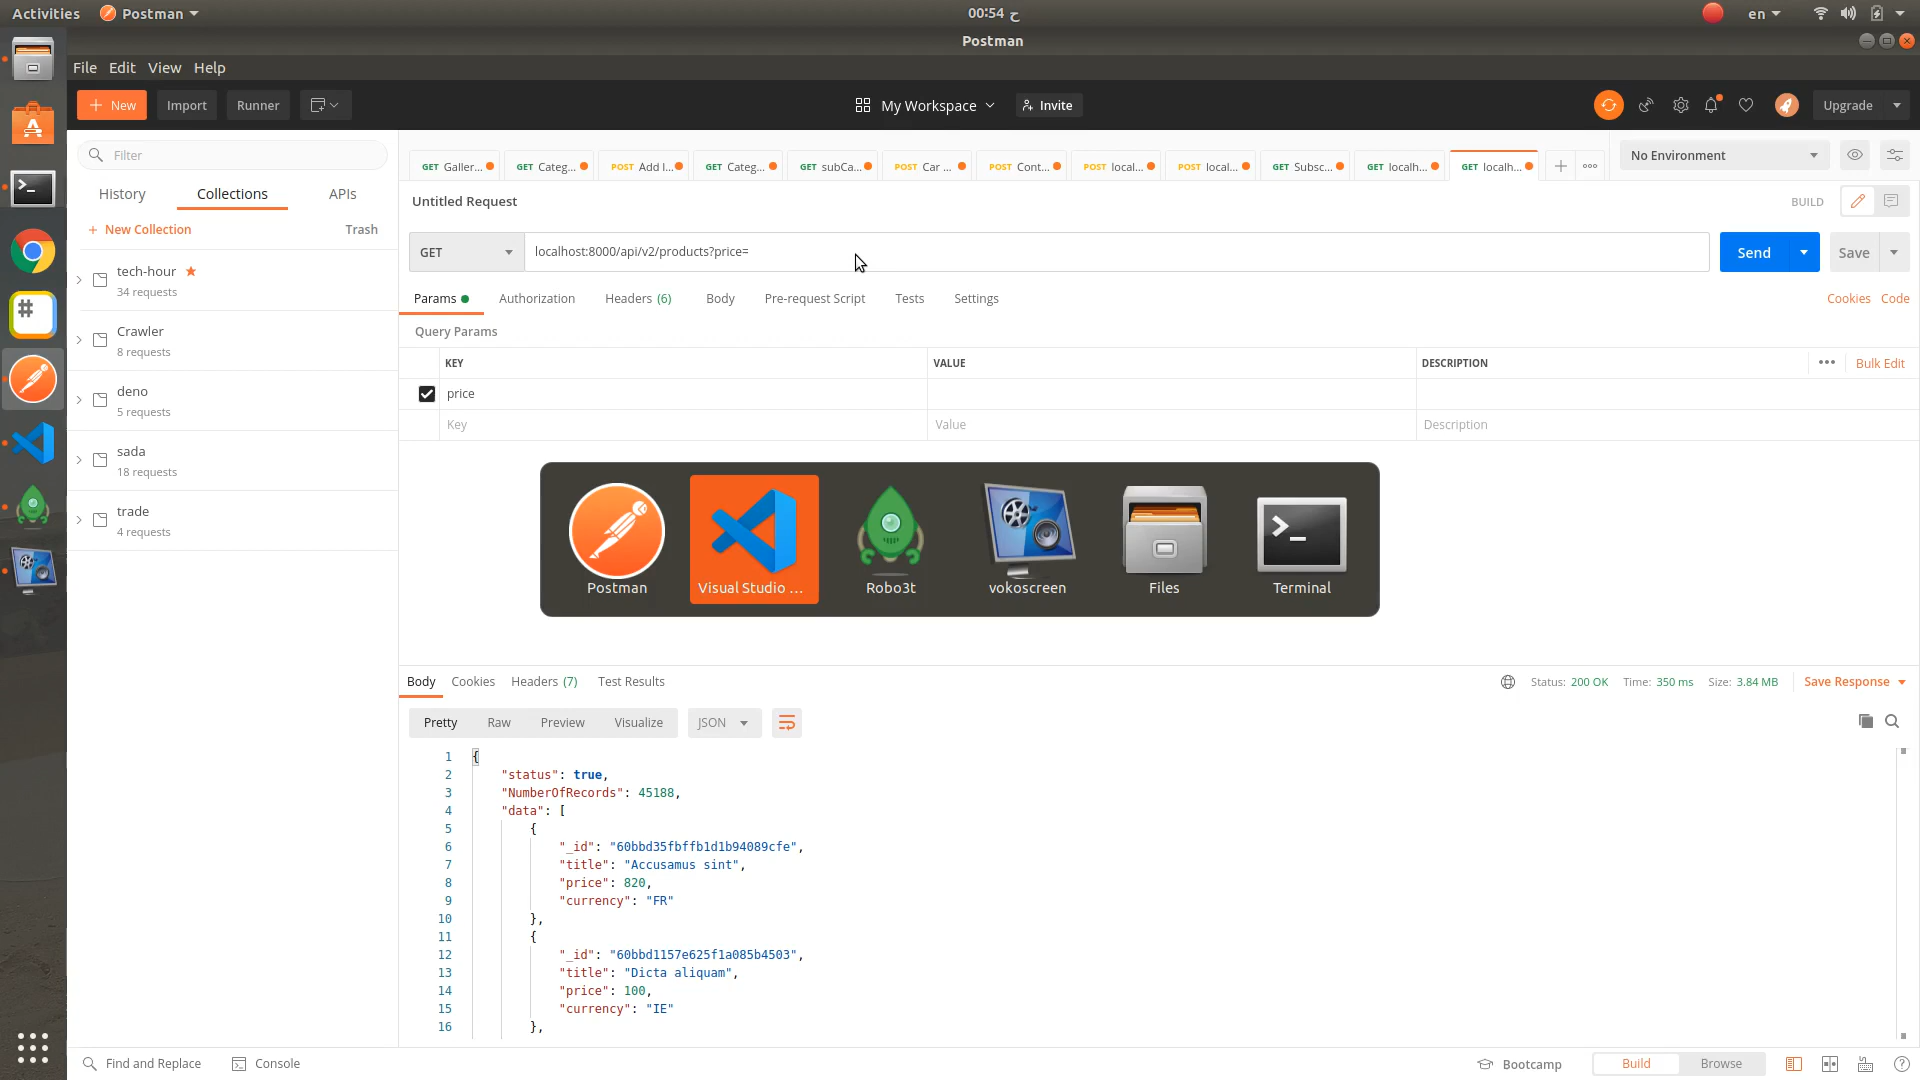 Activities Postman 00:54 ح en
Postman
File Edit View Help
New Import Runner My Workspace Invite Upgrade
Filter
GET Galler... GET Categ... POST Add l... GET Categ... GET subCa... POST Car ... POST Cont... POST local... POST local... GET Subsc... GET localh... GET localh... No Environment
History Collections APIs
New Collection Trash
Untitled Request BUILD
GET localhost:8000/api/v2/products?price= Send Save
tech-hour
34 requests
Crawler
8 requests
deno
5 requests
sada
18 requests
trade
4 requests
Params Authorization Headers (6) Body Pre-request Script Tests Settings Cookies Code
Query Params
KEY VALUE DESCRIPTION Bulk Edit
price
Key Value Description
Postman Visual Studio ... Robo3t vokoscreen Files Terminal
Body Cookies Headers (7) Test Results Status: 200 OK Time: 350 ms Size: 3.84 MB Save Response
Pretty Raw Preview Visualize JSON
1 {
2 "status": true,
3 "NumberOfRecords": 45188,
4 "data": [
5 {
6 "_id": "60bbd35fbffb1d1b94089cfe",
7 "title": "Accusamus sint",
8 "price": 820,
9 "currency": "FR"
10 },
11 {
12 "_id": "60bbd1157e625f1a085b4503",
13 "title": "Dicta aliquam",
14 "price": 100,
15 "currency": "IE"
16 },
Find and Replace Console Bootcamp Build Browse